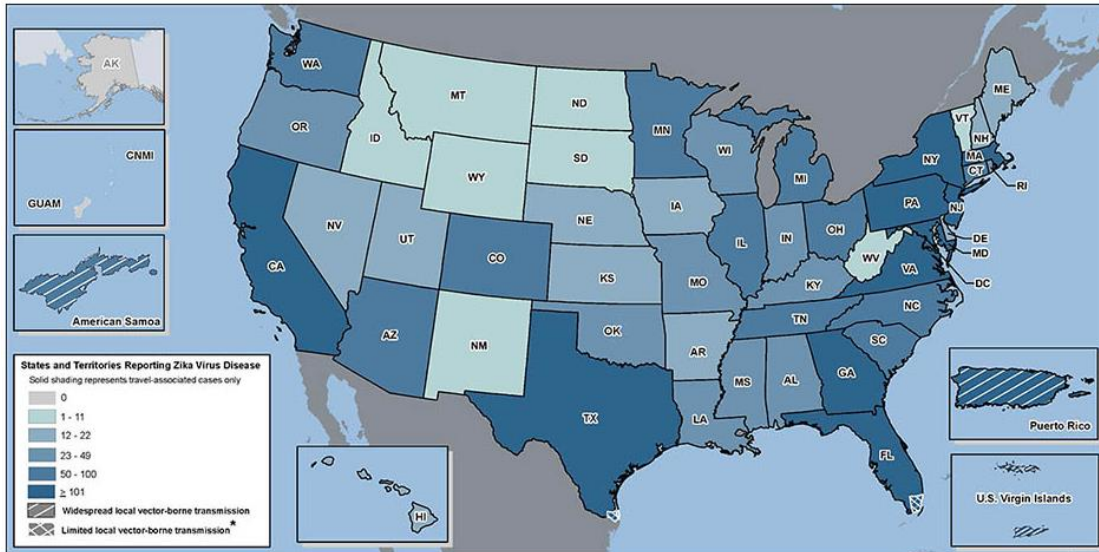 AK
CNMI
GUAM
American Samoa
WA
OR
ID
MT
ND
SD
WY
MN
WI
MI
NV
UT
CO
NE
KS
IA
IL
IN
OH
MO
KY
CA
AZ
NM
OK
AR
TN
NC
SC
VA
WV
TX
LA
MS
AL
GA
FL
PA
NY
NJ
VT
NH
ME
MA
CT
RI
DE
MD
DC
States and Territories Reporting Zika Virus Disease
Solid shading represents travel-associated cases only
0
1 - 11
12 - 22
23 - 49
50 - 100
≥ 101
Widespread local vector-borne transmission
Limited local vector-borne transmission*
HI
Puerto Rico
U.S. Virgin Islands